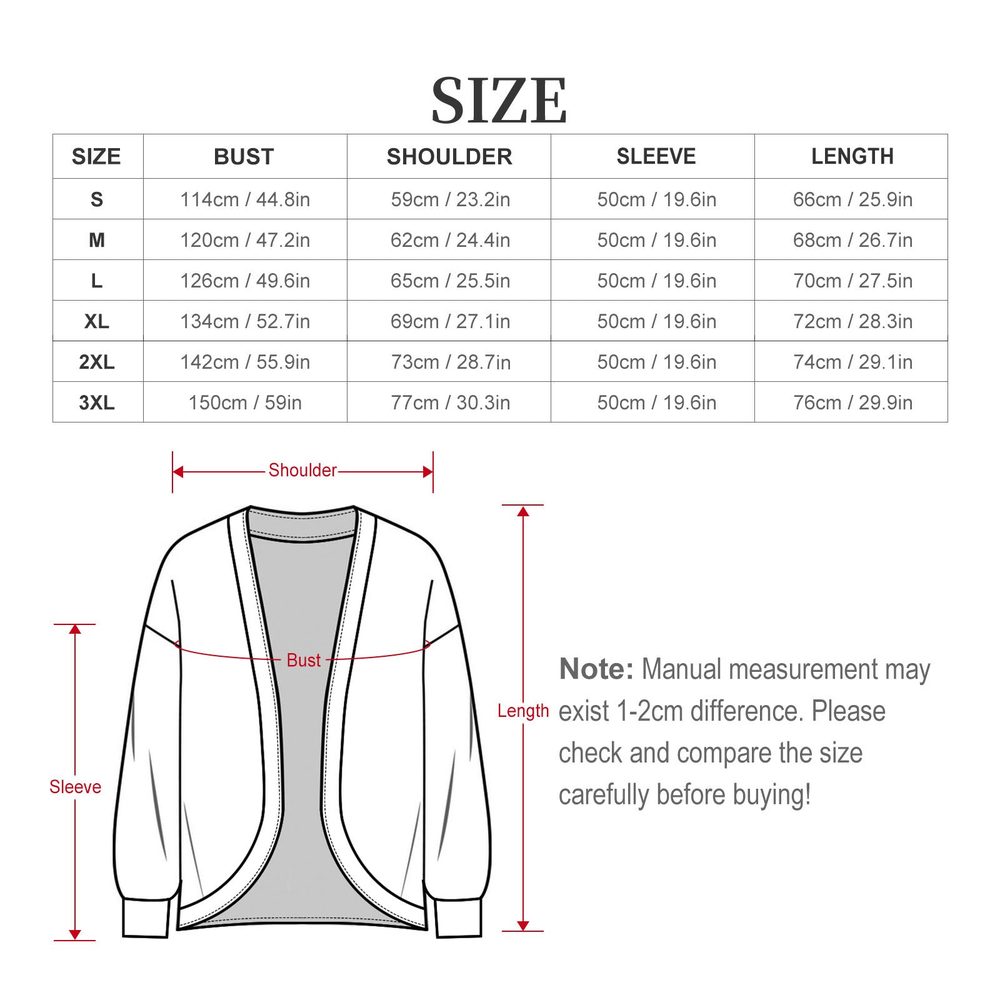 SIZE
SIZE BUST SHOULDER SLEEVE LENGTH
S 114cm / 44.8in 59cm / 23.2in 50cm / 19.6in 66cm / 25.9in
M 120cm / 47.2in 62cm / 24.4in 50cm / 19.6in 68cm / 26.7in
L 126cm / 49.6in 65cm / 25.5in 50cm / 19.6in 70cm / 27.5in
XL 134cm / 52.7in 69cm / 27.1in 50cm / 19.6in 72cm / 28.3in
2XL 142cm / 55.9in 73cm / 28.7in 50cm / 19.6in 74cm / 29.1in
3XL 150cm / 59in 77cm / 30.3in 50cm / 19.6in 76cm / 29.9in
Shoulder
Bust
Length
Sleeve
Note: Manual measurement may
exist 1-2cm difference. Please
check and compare the size
carefully before buying!